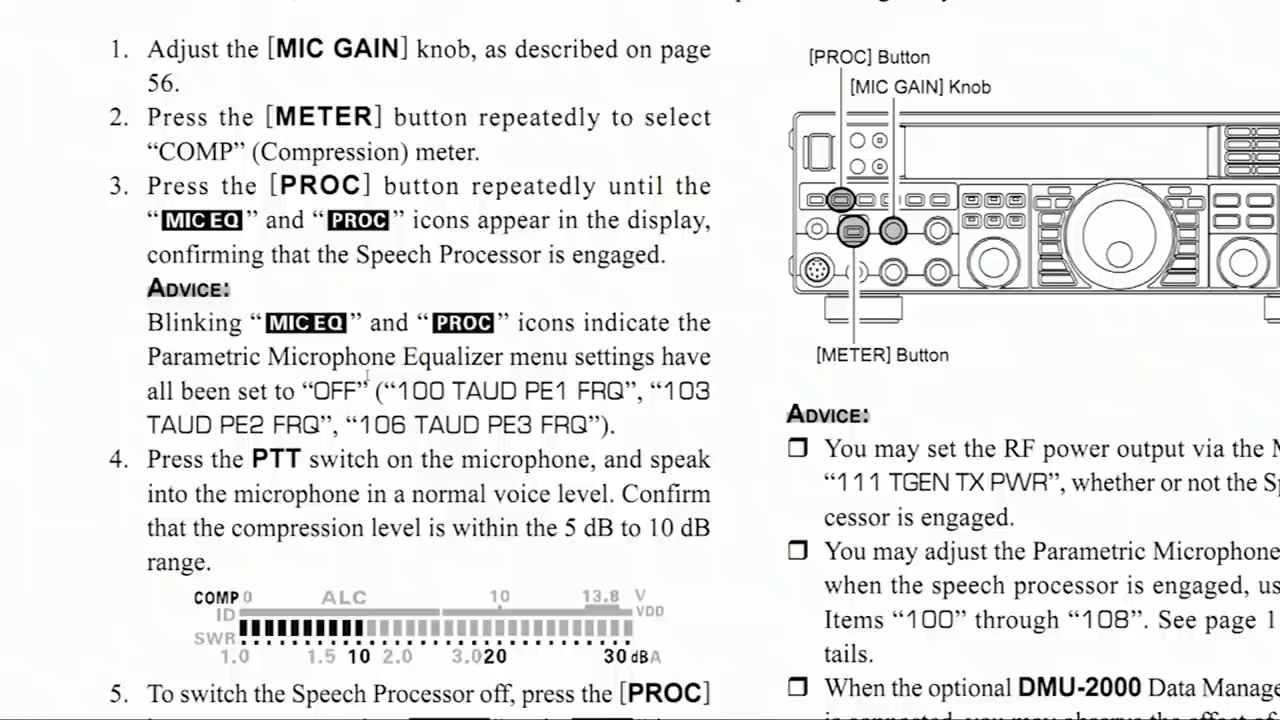 1. Adjust the [MIC GAIN] knob, as described on page
56.
2. Press the [METER] button repeatedly to select
“COMP” (Compression) meter.
3. Press the [PROC] button repeatedly until the
“MIC EQ” and “PROC” icons appear in the display,
confirming that the Speech Processor is engaged.
ADVICE:
Blinking “MIC EQ” and “PROC” icons indicate the
Parametric Microphone Equalizer menu settings have
all been set to “OFF” (“100 TAUD PE1 FRQ”, “103
TAUD PE2 FRQ”, “106 TAUD PE3 FRQ”).
4. Press the PTT switch on the microphone, and speak
into the microphone in a normal voice level. Confirm
that the compression level is within the 5 dB to 10 dB
range.
COMP 0 ALC 10 13.8 V
ID VDD
SWR
1.0 1.5 10 2.0 3.0 20 30 dB A
5. To switch the Speech Processor off, press the [PROC]
[PROC] Button
[MIC GAIN] Knob
[METER] Button
ADVICE:
❒ You may set the RF power output via the M
“111 TGEN TX PWR”, whether or not the Sp
cessor is engaged.
❒ You may adjust the Parametric Microphone
when the speech processor is engaged, us
Items “100” through “108”. See page 1
tails.
❒ When the optional DMU-2000 Data Manage